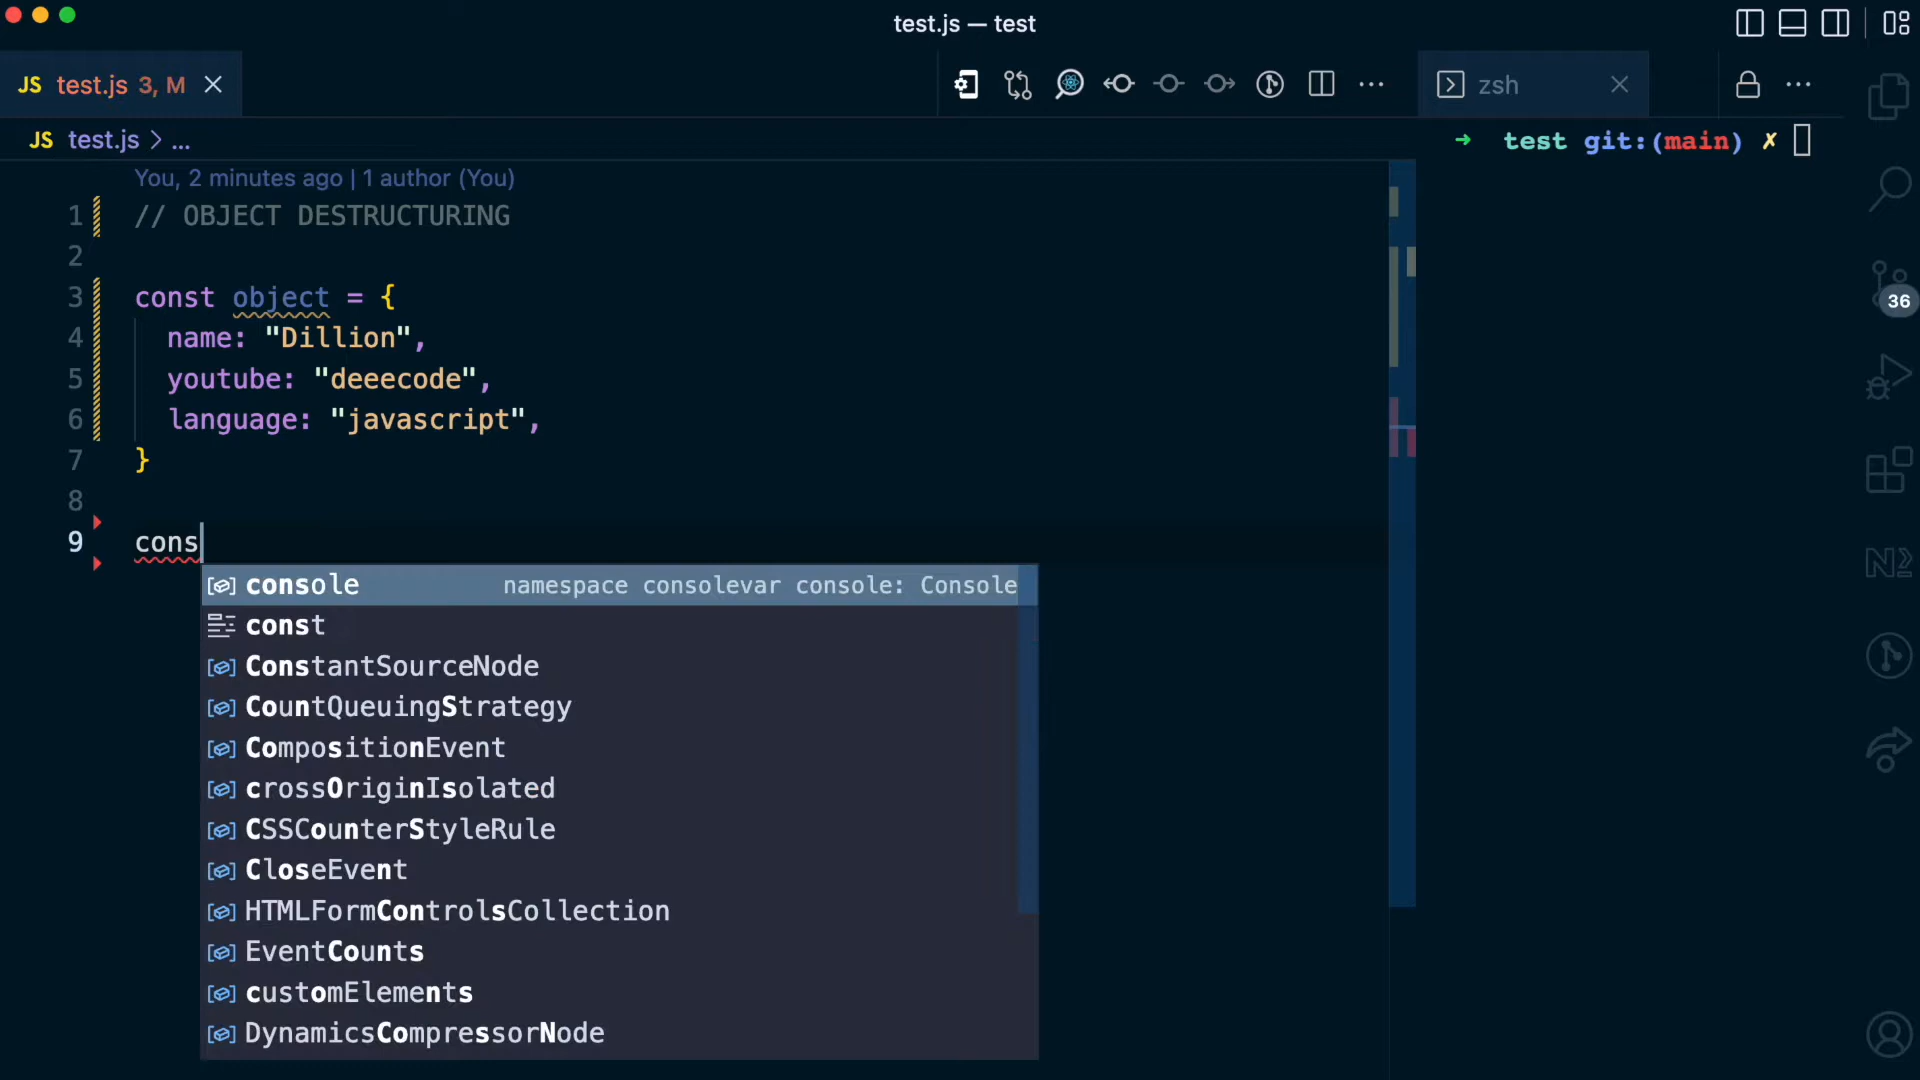 test.js — test
JS test.js 3, M
zsh
JS test.js > ...
→ test git:(main) ✗
You, 2 minutes ago | 1 author (You)
1 // OBJECT DESTRUCTURING
2
3 const object = {
4 name: "Dillion",
5 youtube: "deeecode",
6 language: "javascript",
7 }
8
9 cons
console namespace consolevar console: Console
const
ConstantSourceNode
CountQueuingStrategy
CompositionEvent
crossOriginIsolated
CSSCounterStyleRule
CloseEvent
HTMLFormControlsCollection
EventCounts
customElements
DynamicsCompressorNode
36
N